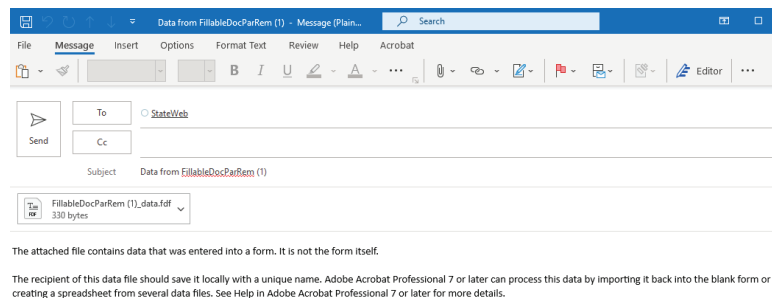 Data from FillableDocParRem (1) - Message (Plain... Search
File Message Insert Options Format Text Review Help Acrobat
B I U A ... Editor ...
Send To StateWeb
Cc
Subject Data from FillableDocParRem (1)
FillableDocParRem (1)_data.fdf
330 bytes
The attached file contains data that was entered into a form. It is not the form itself.
The recipient of this data file should save it locally with a unique name. Adobe Acrobat Professional 7 or later can process this data by importing it back into the blank form or
creating a spreadsheet from several data files. See Help in Adobe Acrobat Professional 7 or later for more details.